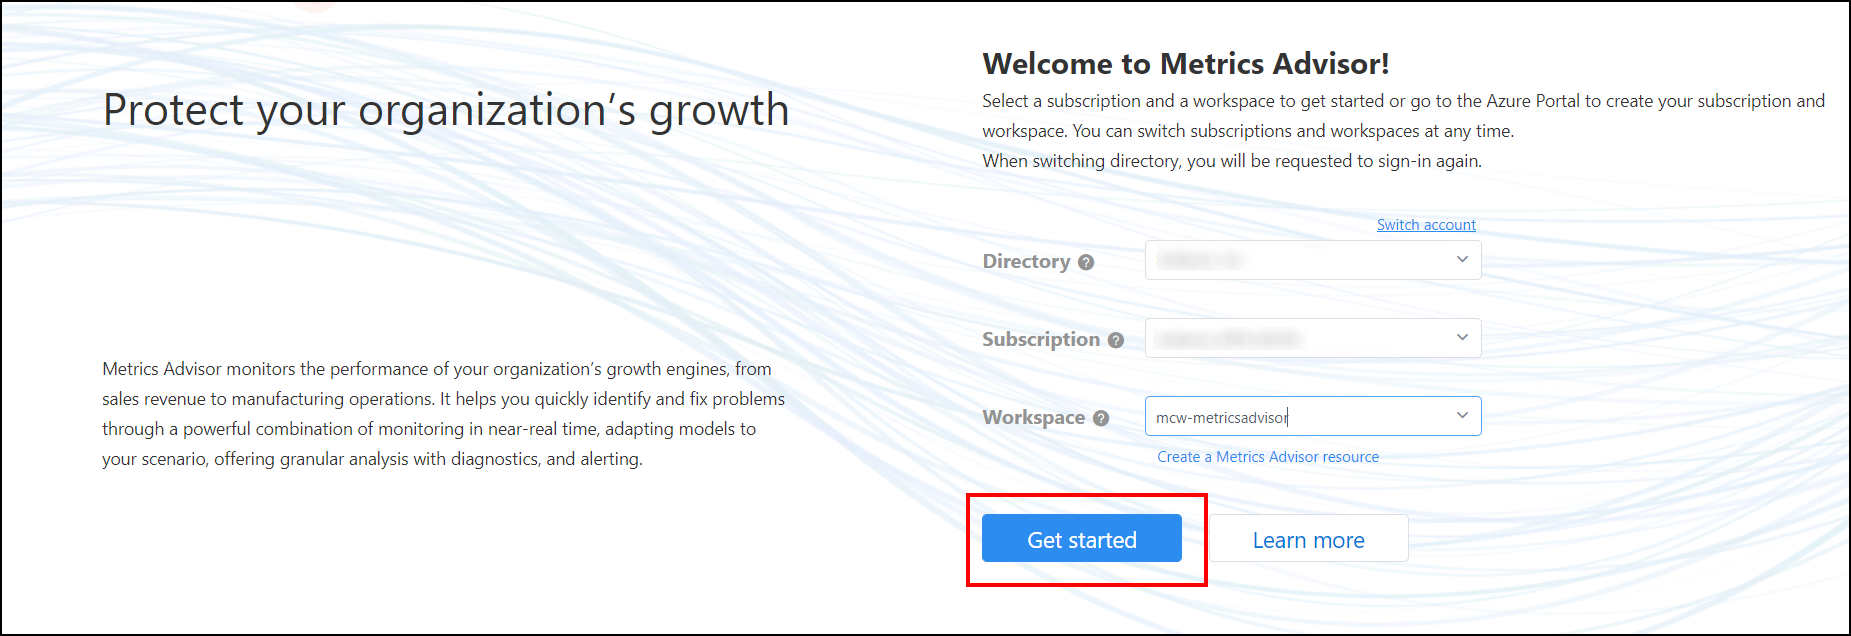 Protect your organization’s growth
Metrics Advisor monitors the performance of your organization’s growth engines, from
sales revenue to manufacturing operations. It helps you quickly identify and fix problems
through a powerful combination of monitoring in near-real time, adapting models to
your scenario, offering granular analysis with diagnostics, and alerting.
Welcome to Metrics Advisor!
Select a subscription and a workspace to get started or go to the Azure Portal to create your subscription and
workspace. You can switch subscriptions and workspaces at any time.
When switching directory, you will be requested to sign-in again.
Switch account
Directory ?
Subscription ?
Workspace ? mcw-metricsadvisor
Create a Metrics Advisor resource
Get started Learn more